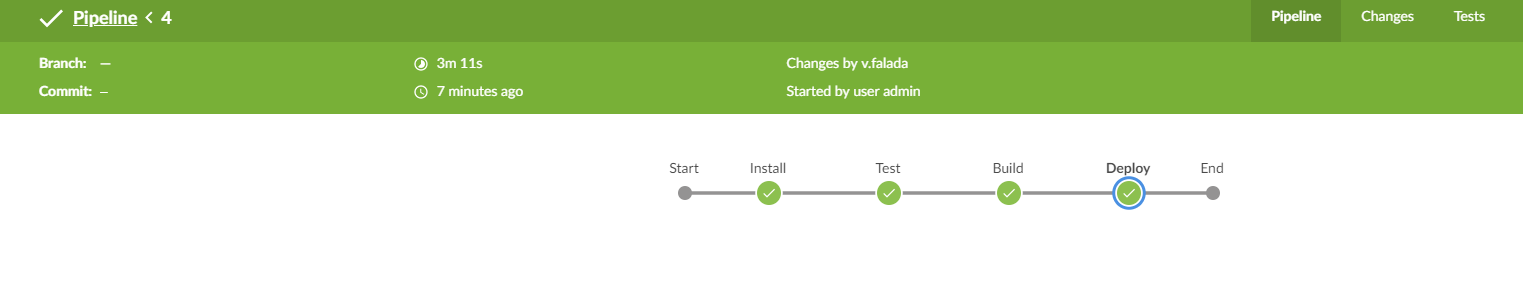 Pipeline < 4
Pipeline Changes Tests
Branch: —
3m 11s
Changes by v.falada
Commit: –
7 minutes ago
Started by user admin
Start Install Test Build Deploy End